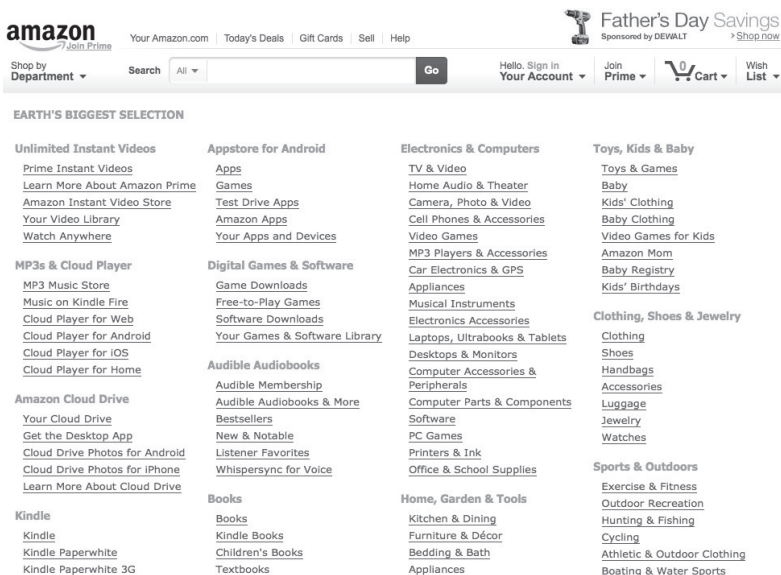 amazon
Join Prime
Your Amazon.com Today's Deals Gift Cards Sell Help
Father's Day Savings
Sponsored by DEWALT >Shop now
Shop by
Department
Search All Go
Hello. Sign in
Your Account
Join
Prime
0
Cart
Wish
List
EARTH'S BIGGEST SELECTION
Unlimited Instant Videos
Prime Instant Videos
Learn More About Amazon Prime
Amazon Instant Video Store
Your Video Library
Watch Anywhere
MP3s & Cloud Player
MP3 Music Store
Music on Kindle Fire
Cloud Player for Web
Cloud Player for Android
Cloud Player for iOS
Cloud Player for Home
Amazon Cloud Drive
Your Cloud Drive
Get the Desktop App
Cloud Drive Photos for Android
Cloud Drive Photos for iPhone
Learn More About Cloud Drive
Kindle
Kindle
Kindle Paperwhite
Kindle Paperwhite 3G
Appstore for Android
Apps
Games
Test Drive Apps
Amazon Apps
Your Apps and Devices
Digital Games & Software
Game Downloads
Free-to-Play Games
Software Downloads
Your Games & Software Library
Audible Audiobooks
Audible Membership
Audible Audiobooks & More
Bestsellers
New & Notable
Listener Favorites
Whispersync for Voice
Books
Books
Kindle Books
Children's Books
Textbooks
Electronics & Computers
TV & Video
Home Audio & Theater
Camera, Photo & Video
Cell Phones & Accessories
Video Games
MP3 Players & Accessories
Car Electronics & GPS
Appliances
Musical Instruments
Electronics Accessories
Laptops, Ultrabooks & Tablets
Desktops & Monitors
Computer Accessories &
Peripherals
Computer Parts & Components
Software
PC Games
Printers & Ink
Office & School Supplies
Home, Garden & Tools
Kitchen & Dining
Furniture & Décor
Bedding & Bath
Appliances
Toys, Kids & Baby
Toys & Games
Baby
Kids' Clothing
Baby Clothing
Video Games for Kids
Amazon Mom
Baby Registry
Kids' Birthdays
Clothing, Shoes & Jewelry
Clothing
Shoes
Handbags
Accessories
Luggage
Jewelry
Watches
Sports & Outdoors
Exercise & Fitness
Outdoor Recreation
Hunting & Fishing
Cycling
Athletic & Outdoor Clothing
Boating & Water Sports